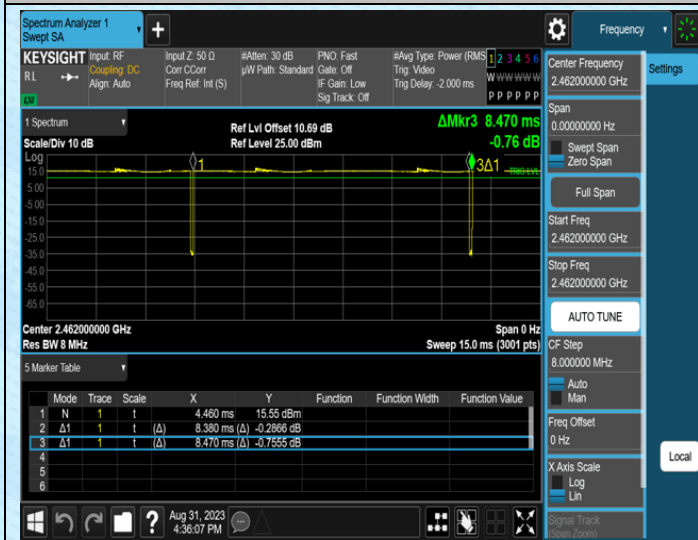 Spectrum Analyzer 1
Swept SA
Frequency
KEYSIGHT
RL
LXI
Input: RF
Coupling: DC
Align: Auto
Input Z: 50 Ω
Corr CCorr
Freq Ref: Int (S)
#Atten: 30 dB
µW Path: Standard
PNO: Fast
Gate: Off
IF Gain: Low
Sig Track: Off
#Avg Type: Power (RMS
Trig: Video
Trig Delay: -2.000 ms
1 2 3 4 5 6
W W W W W W
P P P P P P
1 Spectrum
Scale/Div 10 dB
Ref Lvl Offset 10.69 dB
Ref Level 25.00 dBm
ΔMkr3 8.470 ms
-0.76 dB
Log
15.0
5.00
-5.00
-15.0
-25.0
-35.0
-45.0
-55.0
-65.0
1
3Δ1
TRIG LVL
Center 2.462000000 GHz
Res BW 8 MHz
Span 0 Hz
Sweep 15.0 ms (3001 pts)
5 Marker Table
Mode Trace Scale X Y Function Function Width Function Value
1 N 1 t 4.460 ms 15.55 dBm
2 Δ1 1 t (Δ) 8.380 ms (Δ) -0.2866 dB
3 Δ1 1 t (Δ) 8.470 ms (Δ) -0.7555 dB
4
5
6
?
Aug 31, 2023
4:36:07 PM
Center Frequency
2.462000000 GHz
Span
0.00000000 Hz
Swept Span
Zero Span
Full Span
Start Freq
2.462000000 GHz
Stop Freq
2.462000000 GHz
AUTO TUNE
CF Step
8.000000 MHz
Auto
Man
Freq Offset
0 Hz
X Axis Scale
Log
Lin
Signal Track
(Span Zoom)
Settings
Local